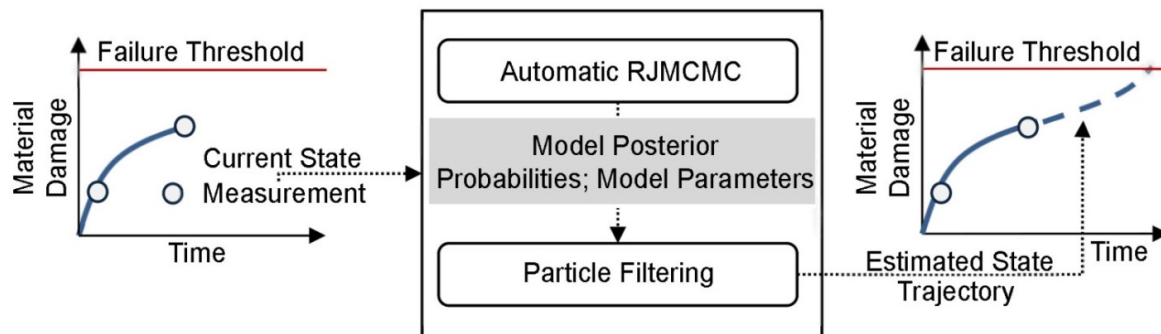 Failure Threshold
Material
Damage
Current State
Measurement
Time
Automatic RJMCMC
Model Posterior
Probabilities; Model Parameters
Particle Filtering
Failure Threshold
Material
Damage
Time
Estimated State
Trajectory